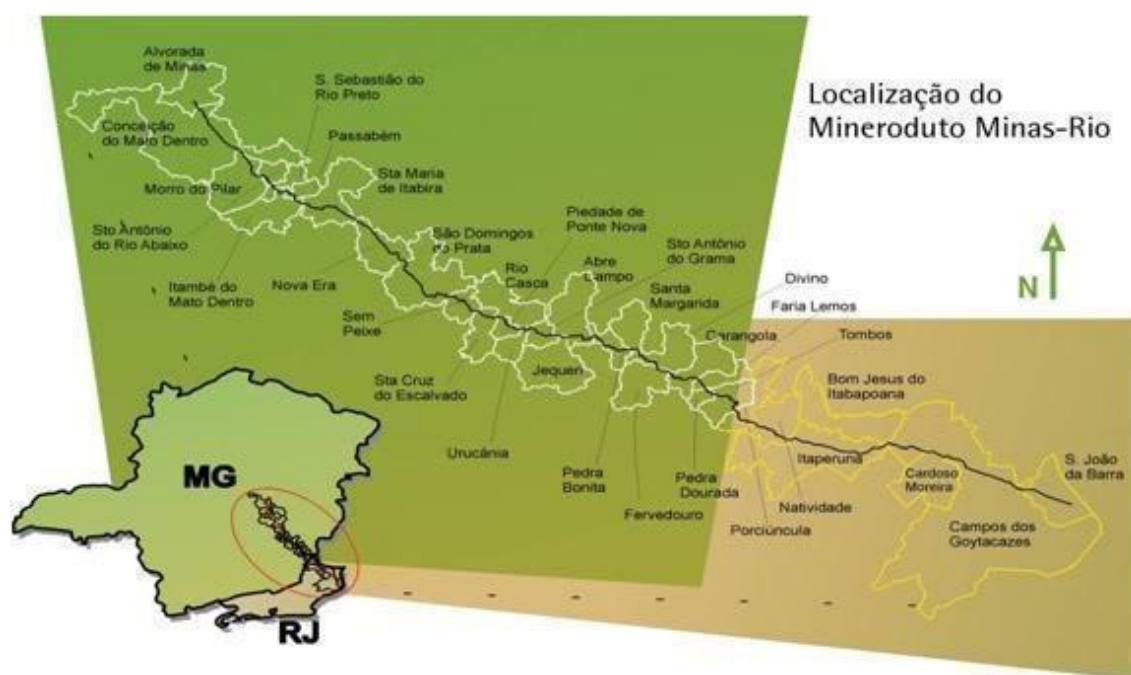 Alvorada
de Minas
S. Sebastião do
Rio Preto
Localização do
Mineroduto Minas-Rio
Conceição
do Mato Dentro
Passabém
Morro do Pilar
Sta Maria
de Itabira
Sto Antônio
do Rio Abaixo
São Domingos
do Prata
Piedade de
Ponte Nova
Sto Antônio
do Grama
Itambé do
Mato Dentro
Nova Era
Rio
Casca
Abre
Campo
Santa
Margarida
Divino
N
Faria Lemos
Sem
Peixe
Carangola
Tombos
Sta Cruz
do Escalvado
Jequeri
Bom Jesus do
Itabapoana
Urucânia
Pedra
Bonita
Pedra
Dourada
Itaperuna
Cardoso
Moreira
S. João
da Barra
Fervedouro
Natividade
Porciúncula
Campos dos
Goytacazes
MG
RJ